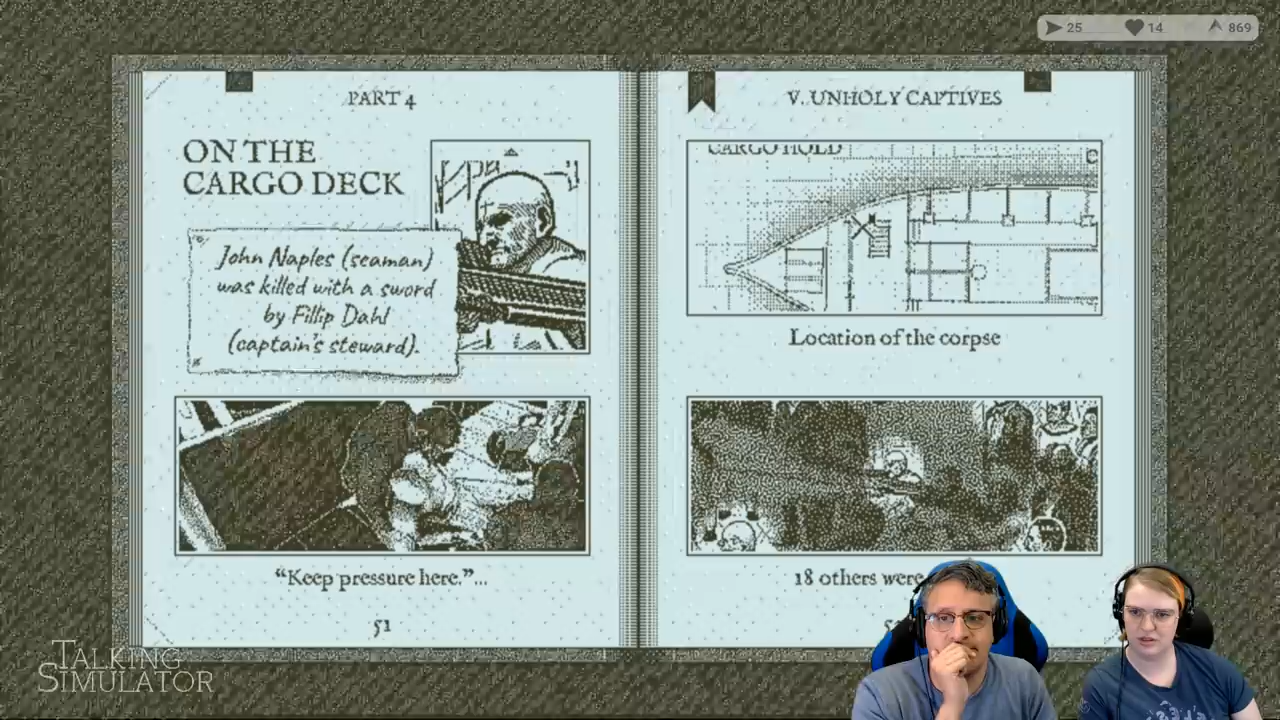 25 14 869
PART 4
ON THE
CARGO DECK
John Naples (seaman)
was killed with a sword
by Fillip Dahl
(captain's steward).
"Keep pressure here."...
51
V. UNHOLY CAPTIVES
CARGO HOLD
C
Location of the corpse
18 others were
TALKING
SIMULATOR